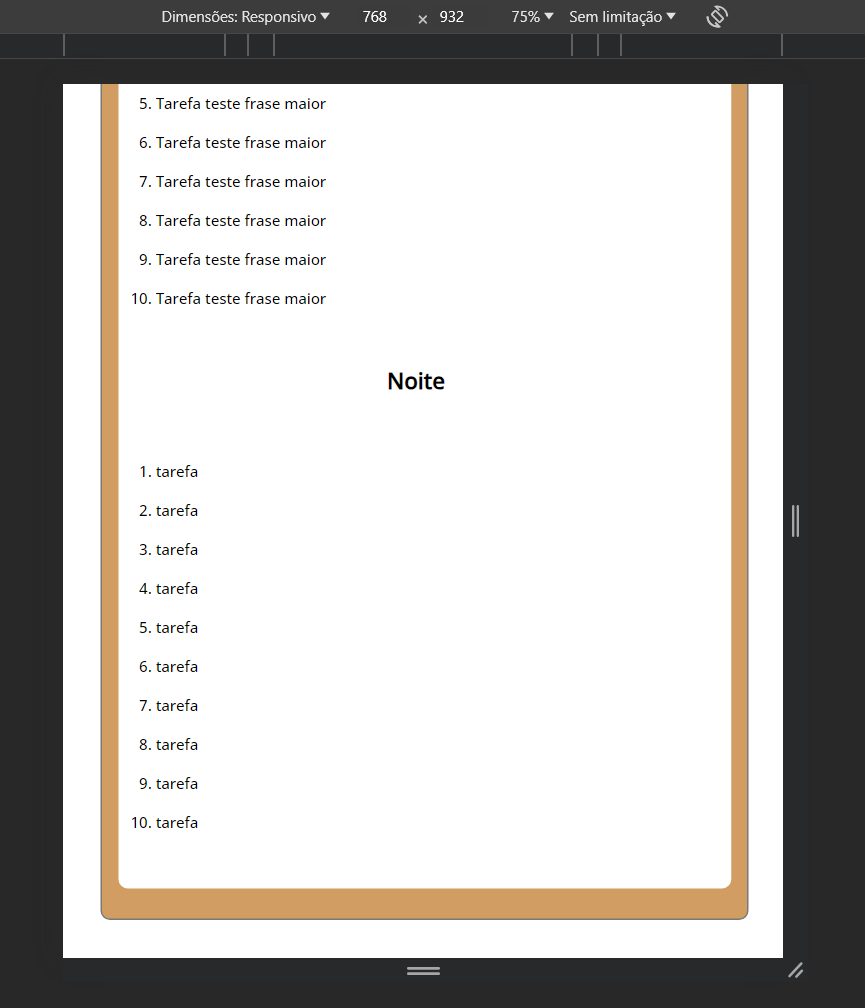 Dimensões: Responsivo ▼ 768 × 932 75% ▼ Sem limitação ▼
5. Tarefa teste frase maior
6. Tarefa teste frase maior
7. Tarefa teste frase maior
8. Tarefa teste frase maior
9. Tarefa teste frase maior
10. Tarefa teste frase maior
Noite
1. tarefa
2. tarefa
3. tarefa
4. tarefa
5. tarefa
6. tarefa
7. tarefa
8. tarefa
9. tarefa
10. tarefa